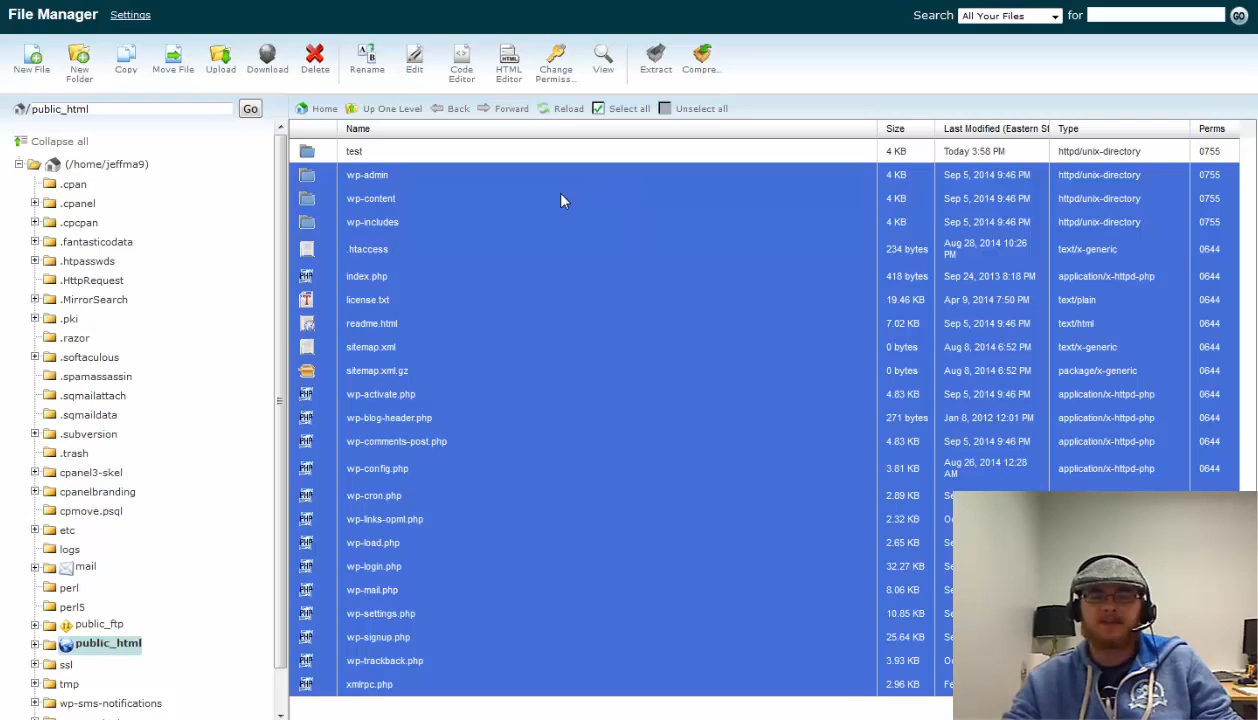 File Manager Settings Search All Your Files for GO
New File New Folder Copy Move File Upload Download Delete Rename Edit Code Editor HTML Editor Change Permiss... View Extract Compre...
/public_html Go Home Up One Level Back Forward Reload Select all Unselect all
Collapse all
(/home/jeffma9)
.cpan
.cpanel
.cpcpan
.fantasticodata
.htpasswds
.HttpRequest
.MirrorSearch
.pki
.razor
.softaculous
.spamassassin
.sqmailattach
.sqmaildata
.subversion
.trash
cpanel3-skel
cpanelbranding
cpmove.psql
etc
logs
mail
perl
perl5
public_ftp
public_html
ssl
tmp
wp-sms-notifications
Name Size Last Modified (Eastern St Type Perms
test 4 KB Today 3:58 PM httpd/unix-directory 0755
wp-admin 4 KB Sep 5, 2014 9:46 PM httpd/unix-directory 0755
wp-content 4 KB Sep 5, 2014 9:46 PM httpd/unix-directory 0755
wp-includes 4 KB Sep 5, 2014 9:46 PM httpd/unix-directory 0755
.htaccess 234 bytes Aug 28, 2014 10:26 PM text/x-generic 0644
index.php 418 bytes Sep 24, 2013 8:18 PM application/x-httpd-php 0644
license.txt 19.46 KB Apr 9, 2014 7:50 PM text/plain 0644
readme.html 7.02 KB Sep 5, 2014 9:46 PM text/html 0644
sitemap.xml 0 bytes Aug 8, 2014 6:52 PM text/x-generic 0644
sitemap.xml.gz 0 bytes Aug 8, 2014 6:52 PM package/x-generic 0644
wp-activate.php 4.83 KB Sep 5, 2014 9:46 PM application/x-httpd-php 0644
wp-blog-header.php 271 bytes Jan 8, 2012 12:01 PM application/x-httpd-php 0644
wp-comments-post.php 4.83 KB Sep 5, 2014 9:46 PM application/x-httpd-php 0644
wp-config.php 3.81 KB Aug 26, 2014 12:28 AM application/x-httpd-php 0644
wp-cron.php 2.89 KB
wp-links-opml.php 2.32 KB
wp-load.php 2.65 KB
wp-login.php 32.27 KB
wp-mail.php 8.06 KB
wp-settings.php 10.85 KB
wp-signup.php 25.64 KB
wp-trackback.php 3.93 KB
xmlrpc.php 2.96 KB